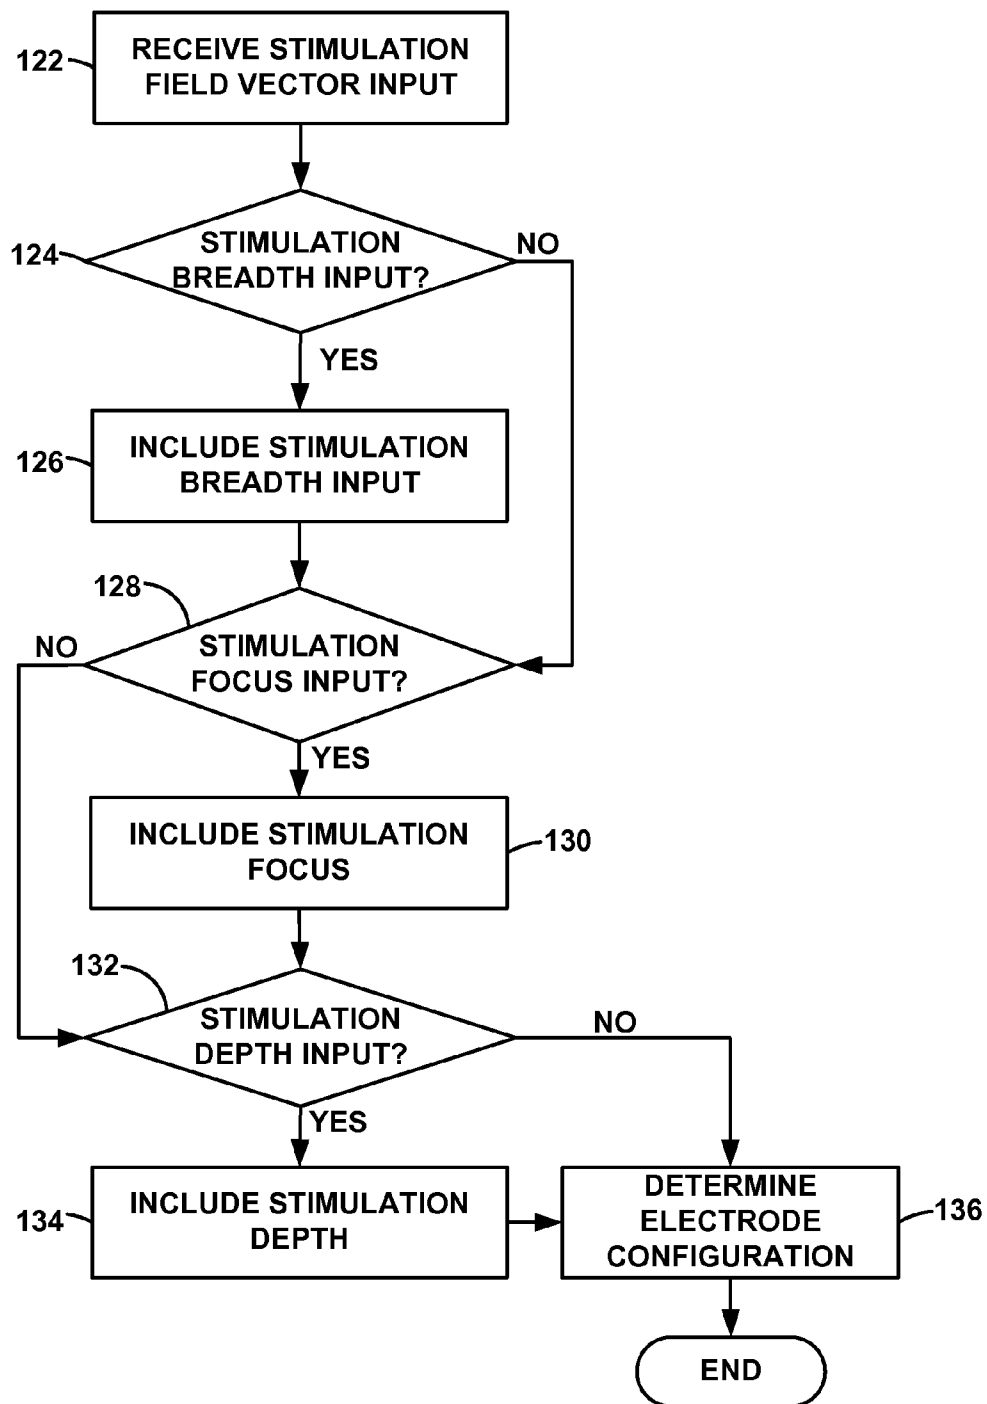 122
RECEIVE STIMULATION
FIELD VECTOR INPUT
124
STIMULATION
BREADTH INPUT?
NO
YES
126
INCLUDE STIMULATION
BREADTH INPUT
128
STIMULATION
FOCUS INPUT?
NO
YES
INCLUDE STIMULATION
FOCUS
130
132
STIMULATION
DEPTH INPUT?
NO
YES
134
INCLUDE STIMULATION
DEPTH
DETERMINE
ELECTRODE
CONFIGURATION
136
END